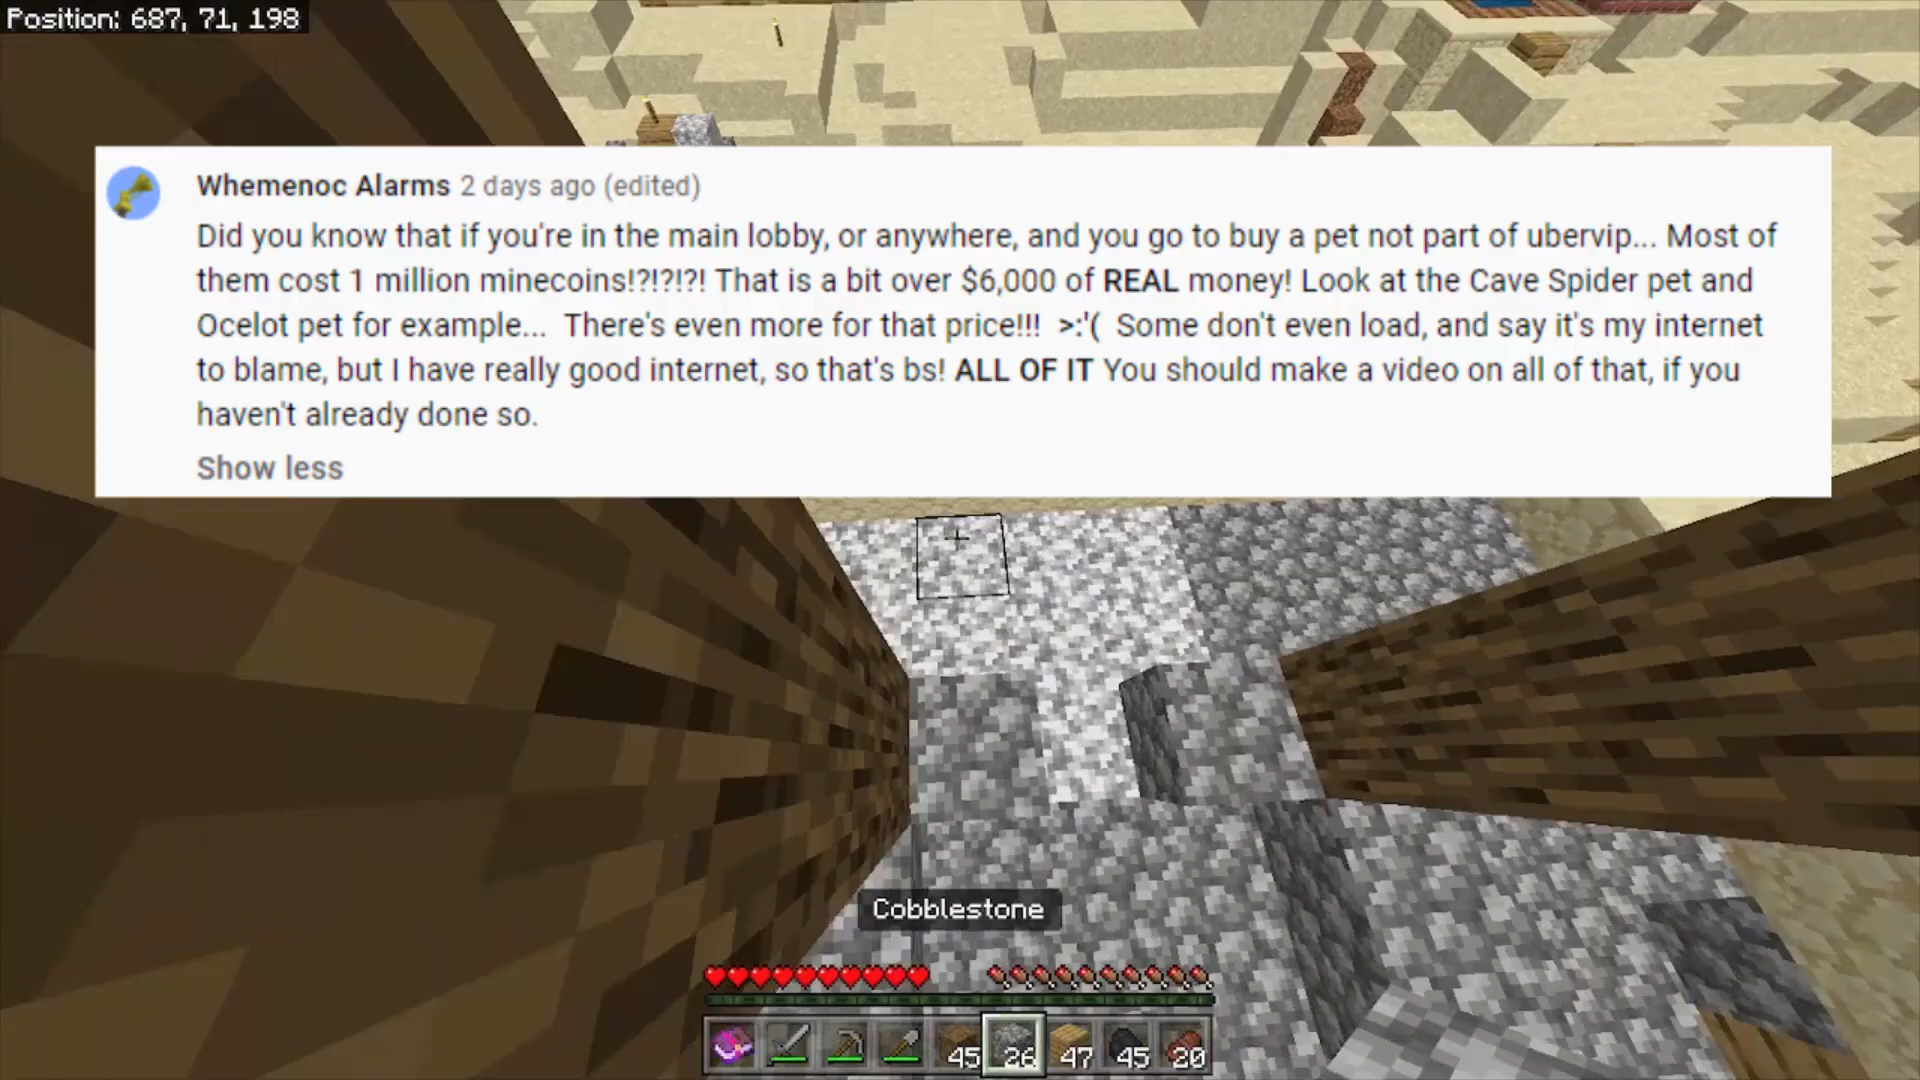 Position: 687, 71, 198
Whemenoc Alarms 2 days ago (edited)
Did you know that if you're in the main lobby, or anywhere, and you go to buy a pet not part of ubervip... Most of
them cost 1 million minecoins!?!?!?! That is a bit over $6,000 of REAL money! Look at the Cave Spider pet and
Ocelot pet for example... There's even more for that price!!! >:'( Some don't even load, and say it's my internet
to blame, but I have really good internet, so that's bs! ALL OF IT You should make a video on all of that, if you
haven't already done so.
Show less
Cobblestone
45 26 47 45 20